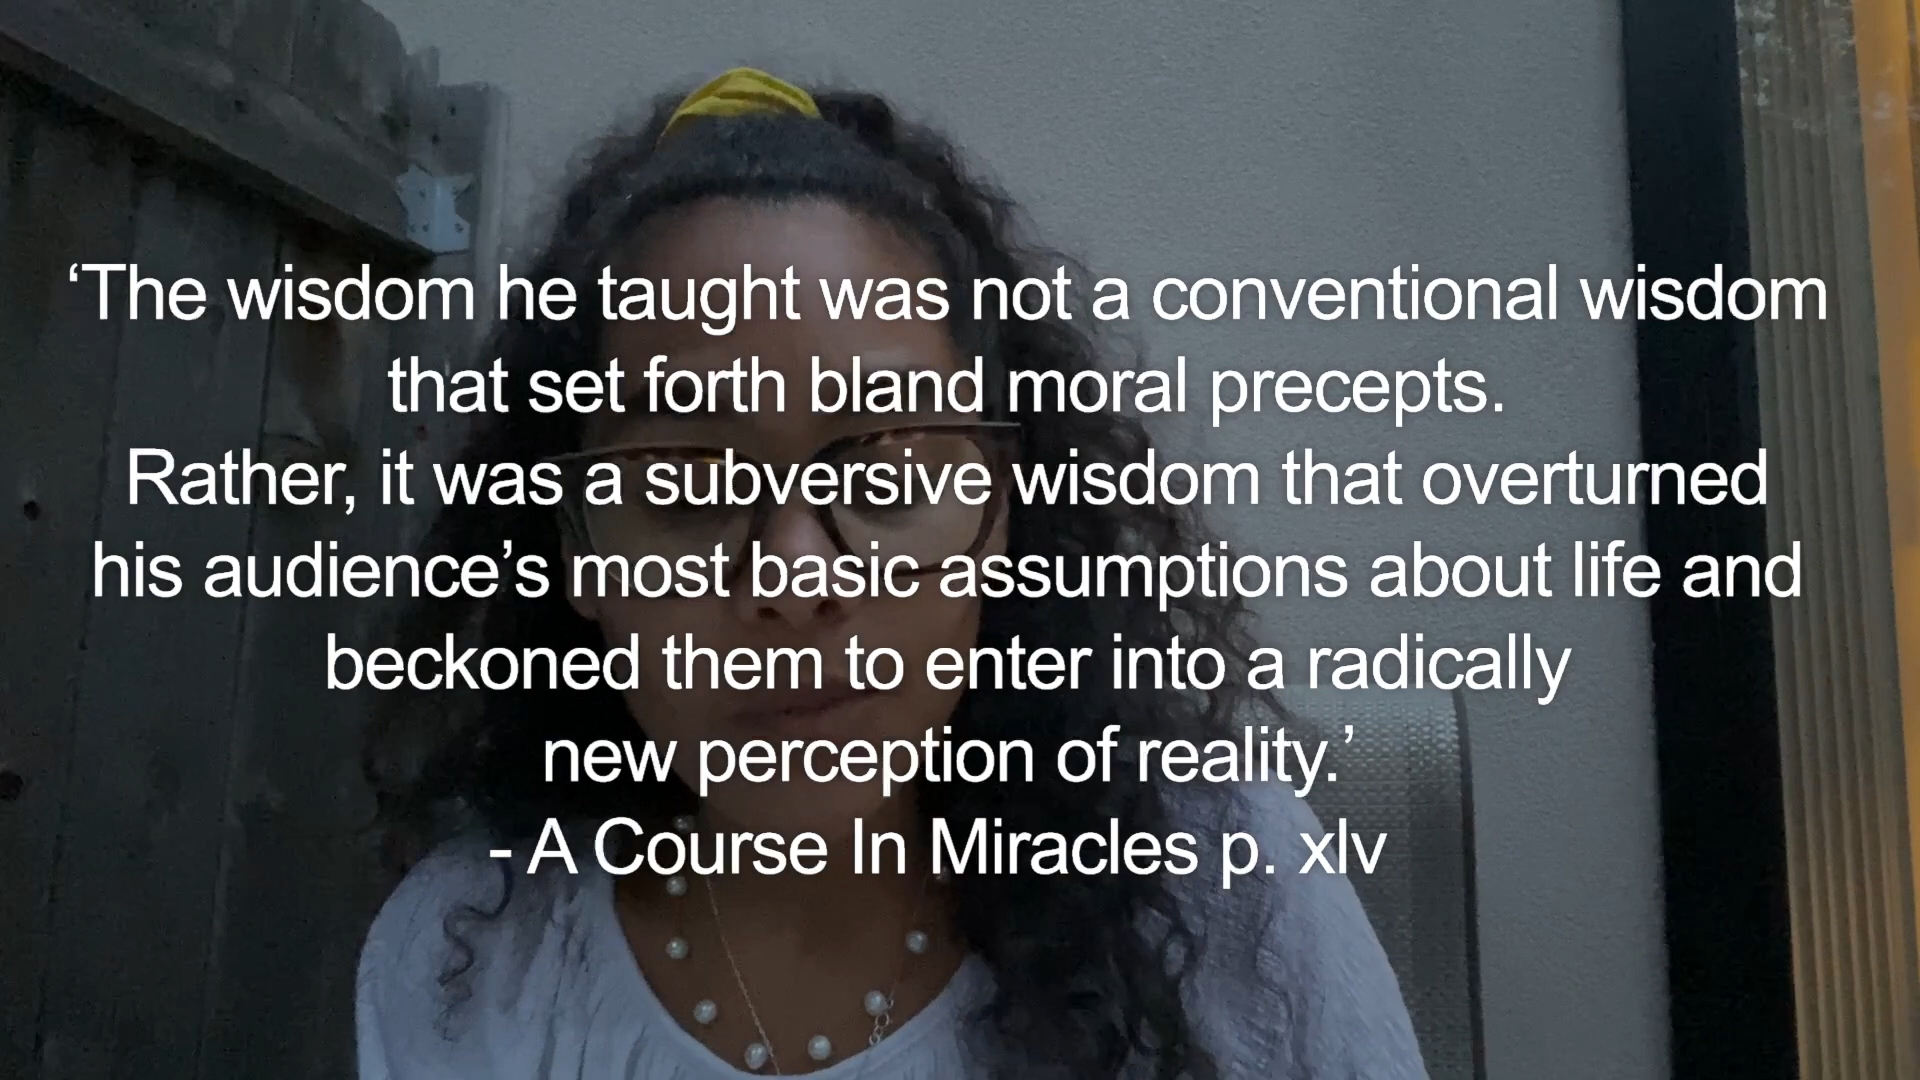 ‘The wisdom he taught was not a conventional wisdom
that set forth bland moral precepts.
Rather, it was a subversive wisdom that overturned
his audience’s most basic assumptions about life and
beckoned them to enter into a radically
new perception of reality.’
- A Course In Miracles p. xlv